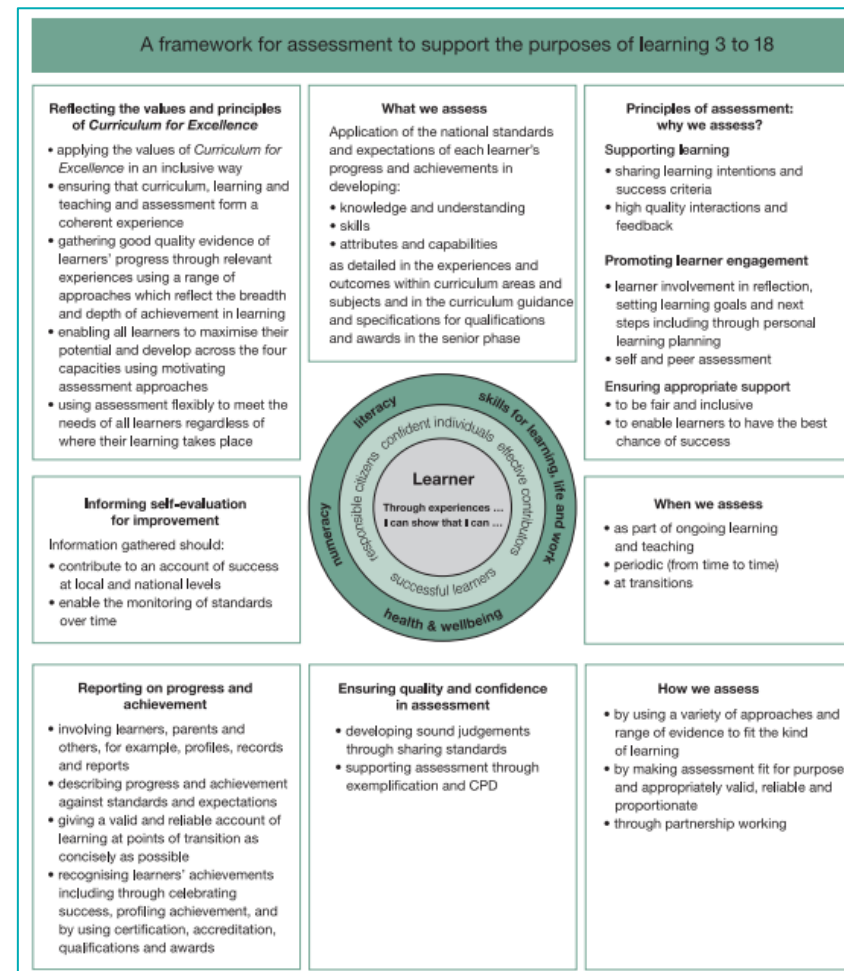 A framework for assessment to support the purposes of learning 3 to 18
Reflecting the values and principles
of Curriculum for Excellence
• applying the values of Curriculum for
Excellence in an inclusive way
• ensuring that curriculum, learning and
teaching and assessment form a
coherent experience
• gathering good quality evidence of
learners' progress through relevant
experiences using a range of
approaches which reflect the breadth
and depth of achievement in learning
• enabling all learners to maximise their
potential and develop across the four
capacities using motivating
assessment approaches
• using assessment flexibly to meet the
needs of all learners regardless of
where their learning takes place
What we assess
Application of the national standards
and expectations of each learner's
progress and achievements in
developing:
• knowledge and understanding
• skills
• attributes and capabilities
as detailed in the experiences and
outcomes within curriculum areas and
subjects and in the curriculum guidance
and specifications for qualifications
and awards in the senior phase
Principles of assessment:
why we assess?
Supporting learning
• sharing learning intentions and
success criteria
• high quality interactions and
feedback
Promoting learner engagement
• learner involvement in reflection,
setting learning goals and next
steps including through personal
learning planning
• self and peer assessment
Ensuring appropriate support
• to be fair and inclusive
• to enable learners to have the best
chance of success
literacy
skills for learning, life and work
health & wellbeing
numeracy
confident individuals
effective contributors
successful learners
responsible citizens
Learner
Through experiences ...
I can show that I can ...
Informing self-evaluation
for improvement
Information gathered should:
• contribute to an account of success
at local and national levels
• enable the monitoring of standards
over time
When we assess
• as part of ongoing learning
and teaching
• periodic (from time to time)
• at transitions
Reporting on progress and
achievement
• involving learners, parents and
others, for example, profiles, records
and reports
• describing progress and achievement
against standards and expectations
• giving a valid and reliable account of
learning at points of transition as
concisely as possible
• recognising learners' achievements
including through celebrating
success, profiling achievement, and
by using certification, accreditation,
qualifications and awards
Ensuring quality and confidence
in assessment
• developing sound judgements
through sharing standards
• supporting assessment through
exemplification and CPD
How we assess
• by using a variety of approaches and
range of evidence to fit the kind
of learning
• by making assessment fit for purpose
and appropriately valid, reliable and
proportionate
• through partnership working